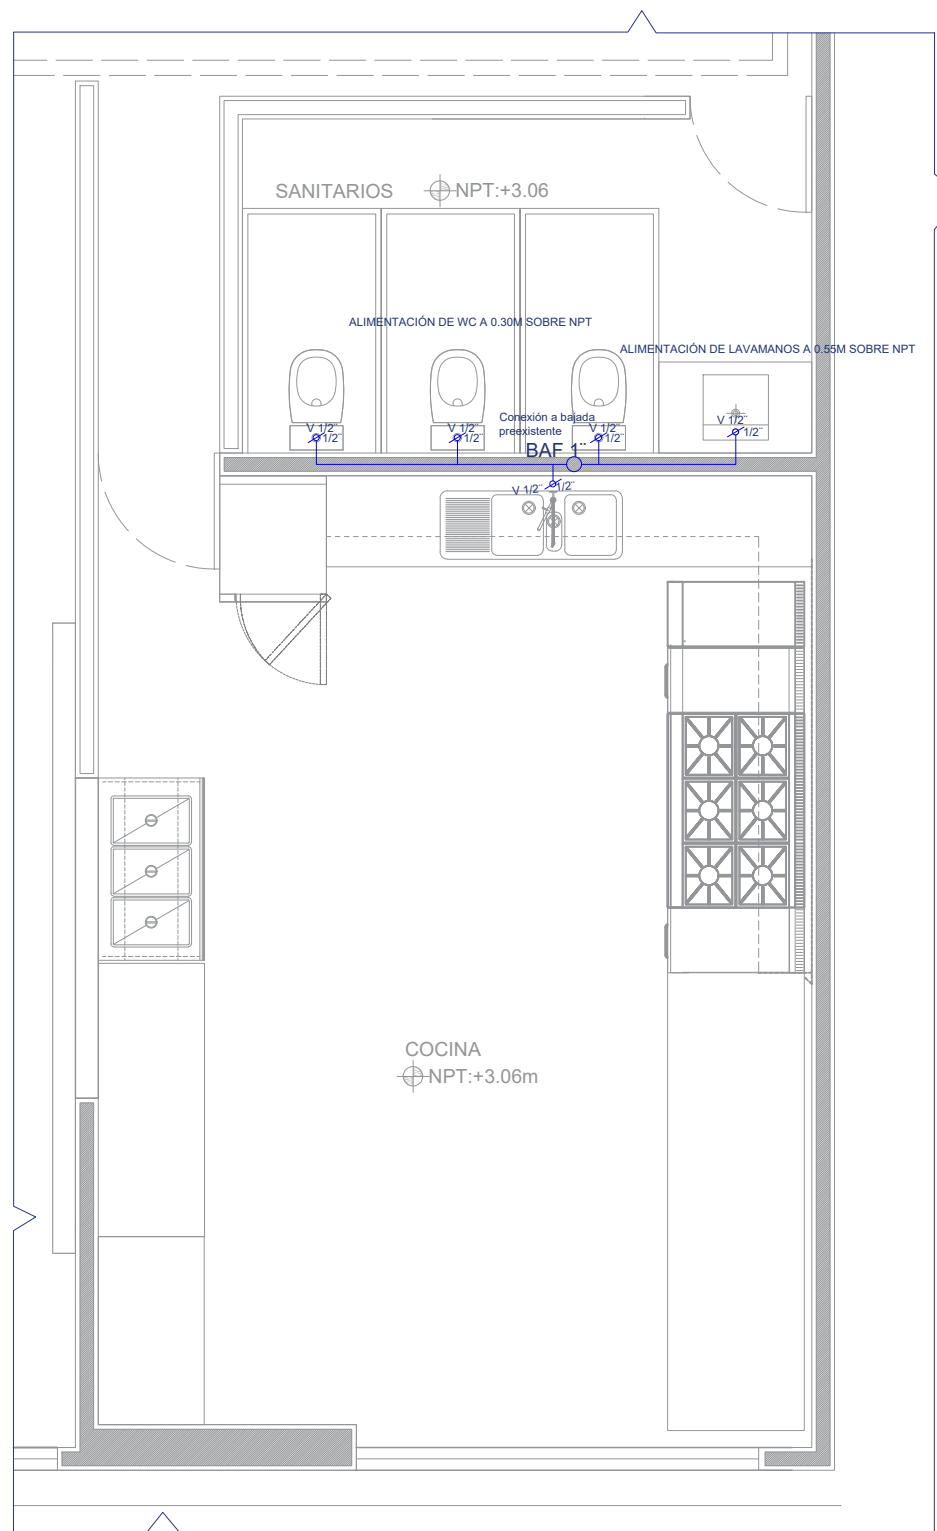 SANITARIOS NPT:+3.06
ALIMENTACIÓN DE WC A 0.30M SOBRE NPT
ALIMENTACIÓN DE LAVAMANOS A 0.55M SOBRE NPT
Conexión a bajada
preexistente
V 1/2¨
1/2¨
V 1/2¨
1/2¨
V 1/2¨
1/2¨
V 1/2¨
1/2¨
BAF 1¨
V 1/2¨
1/2¨
COCINA
NPT:+3.06m